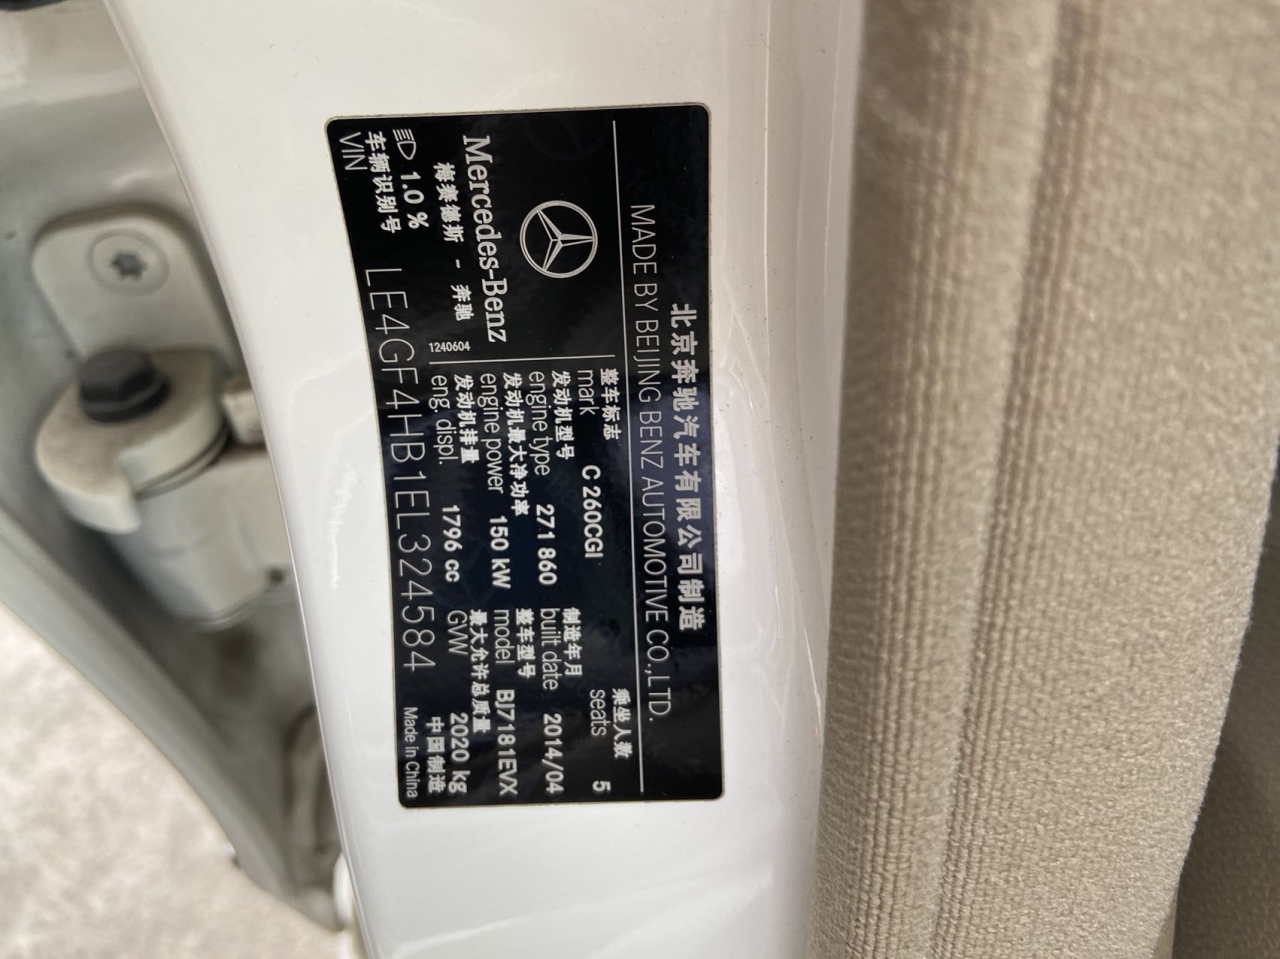 北京奔驰汽车有限公司制造
MADE BY BEIJING BENZ AUTOMOTIVE CO.,LTD.
Mercedes-Benz
梅赛德斯 - 奔驰
1240604
1.0 %
整车标志
mark C 260CGI
乘坐人数
seats 5
发动机型号
engine type 271 860
制造年月
built date 2014/04
发动机最大净功率
engine power 150 kW
整车型号
model BJ7181EVX
发动机排量
eng. displ. 1796 cc
最大允许总质量
GVW 2020 kg
车辆识别号
VIN LE4GF4HB1EL324584
中国制造
Made in China